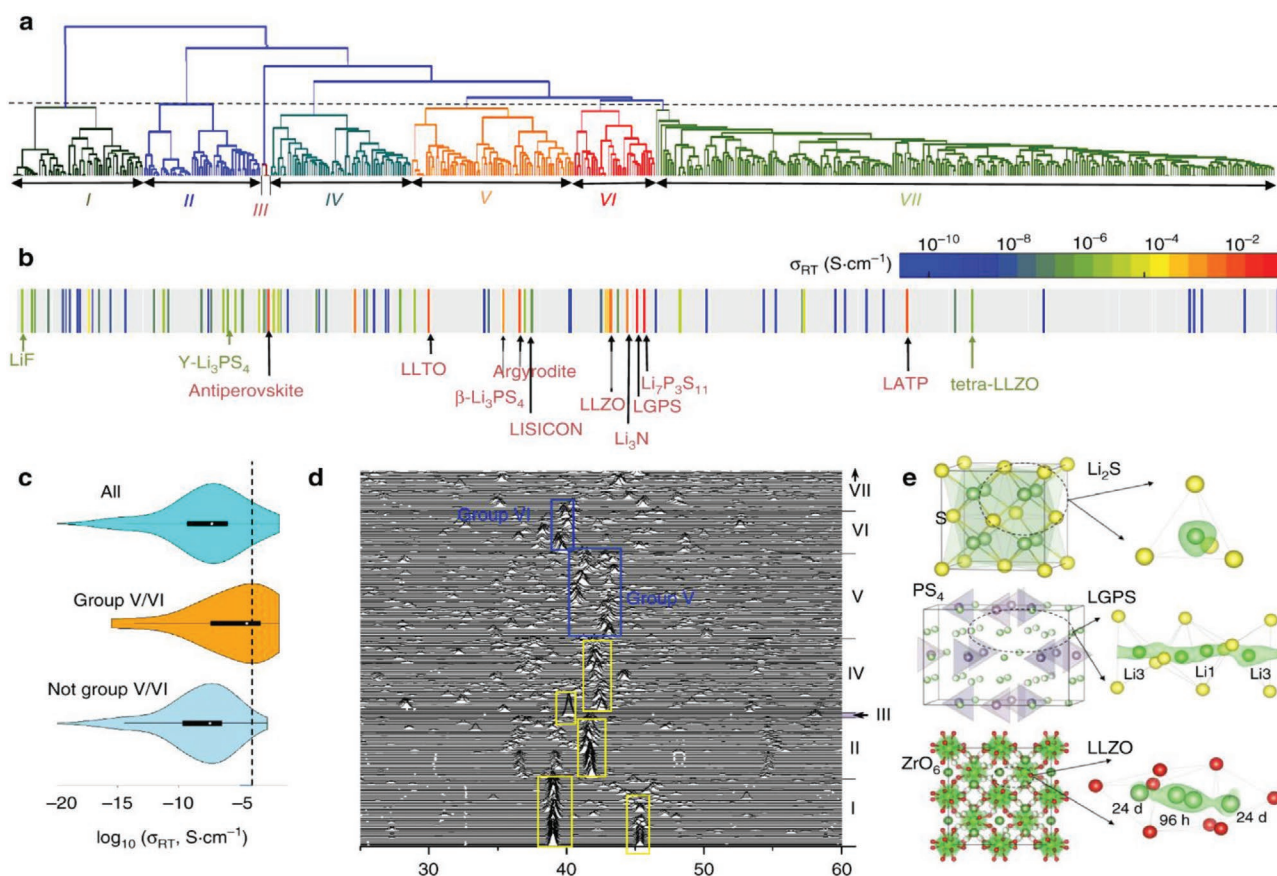 a
I
II
III
IV
V
VI
VII
b
σRT (S·cm⁻¹)
10⁻¹⁰
10⁻⁸
10⁻⁶
10⁻⁴
10⁻²
LiF
Υ-Li₃PS₄
Antiperovskite
LLTO
Argyrodite
β-Li₃PS₄
LISICON
LLZO
Li₃N
LGPS
Li₇P₃S₁₁
LATP
tetra-LLZO
c
All
Group V/VI
Not group V/VI
−20
−15
−10
−5
log₁₀ (σRT, S·cm⁻¹)
d
Group VI
Group V
VII
VI
V
IV
III
II
I
30
40
50
60
e
Li₂S
S
PS₄
LGPS
Li3
Li1
Li3
ZrO₆
LLZO
24 d
96 h
24 d